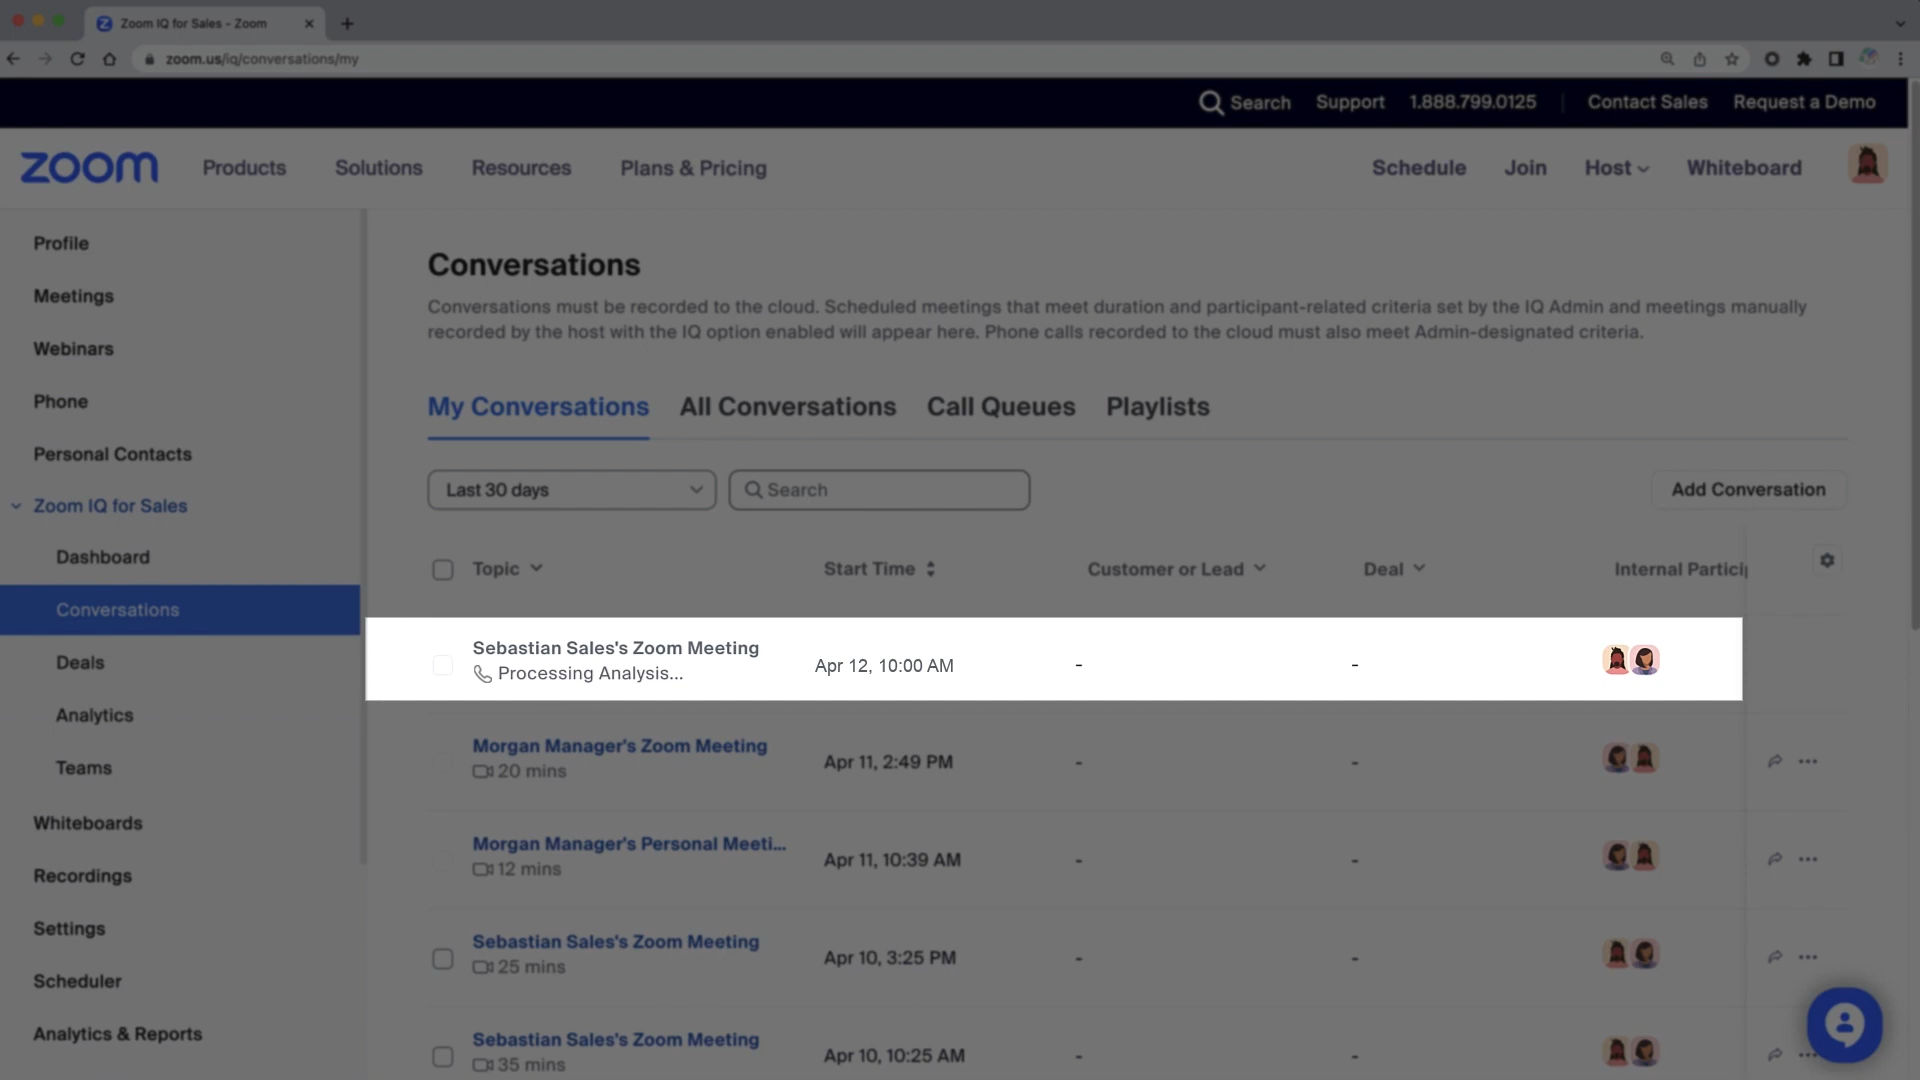 Zoom IQ for Sales - Zoom
zoom.us/iq/conversations/my
Search
Support
1.888.799.0125
Contact Sales
Request a Demo
zoom
Products
Solutions
Resources
Plans & Pricing
Schedule
Join
Host
Whiteboard
Profile
Meetings
Webinars
Phone
Personal Contacts
Zoom IQ for Sales
Dashboard
Conversations
Deals
Analytics
Teams
Whiteboards
Recordings
Settings
Scheduler
Analytics & Reports
Conversations
Conversations must be recorded to the cloud. Scheduled meetings that meet duration and participant-related criteria set by the IQ Admin and meetings manually
recorded by the host with the IQ option enabled will appear here. Phone calls recorded to the cloud must also meet Admin-designated criteria.
My Conversations
All Conversations
Call Queues
Playlists
Last 30 days
Search
Add Conversation
Topic
Start Time
Customer or Lead
Deal
Internal Partici
Sebastian Sales's Zoom Meeting
Processing Analysis...
Apr 12, 10:00 AM
-
-
Morgan Manager's Zoom Meeting
20 mins
Apr 11, 2:49 PM
-
-
Morgan Manager's Personal Meeti...
12 mins
Apr 11, 10:39 AM
-
-
Sebastian Sales's Zoom Meeting
25 mins
Apr 10, 3:25 PM
-
-
Sebastian Sales's Zoom Meeting
35 mins
Apr 10, 10:25 AM
-
-